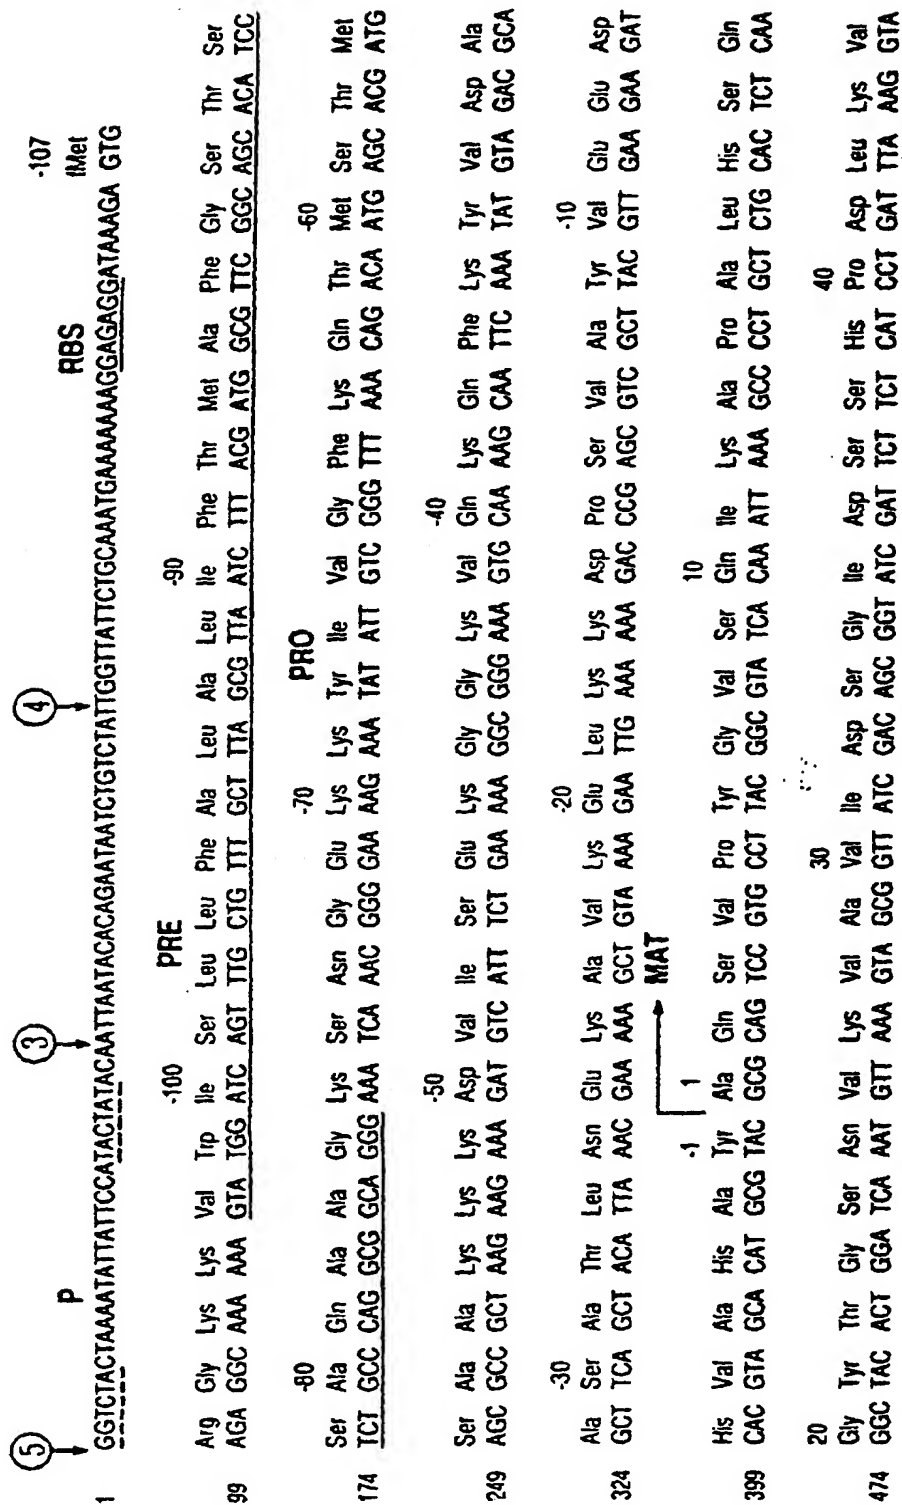 5 3 4
P RBS -107
fMet
1 GGTCTACTAAAATATTATTCCATACTATACAATTAATACACAGAATAATCTGTCTATTGGTTATTCTGCAAATGAAAAAAAGGAGAGGATAAAGA GTG
PRE
-100 -90
Arg Gly Lys Lys Val Trp Ile Ser Leu Leu Phe Ala Leu Ala Leu Ile Phe Thr Met Ala Phe Gly Ser Thr Ser
99 AGA GGC AAA AAA GTA TGG ATC AGT TTG CTG TTT GCT TTA GCG TTA ATC TTT ACG ATG GCG TTC GGC AGC ACA TCC
PRO
-80 -70 -60
Ser Ala Gln Ala Ala Gly Lys Ser Asn Gly Glu Lys Lys Tyr Ile Val Gly Phe Lys Gln Thr Met Ser Thr Met
174 TCT GCC CAG GCG GCA GGG AAA TCA AAC GGG GAA AAG AAA TAT ATT GTC GGG TTT AAA CAG ACA ATG AGC ACG ATG
-50 -40
Ser Ala Ala Lys Lys Lys Asp Val Ile Ser Glu Lys Gly Gly Lys Val Gln Lys Gln Phe Lys Tyr Val Asp Ala
249 AGC GCC GCT AAG AAG AAA GAT GTC ATT TCT GAA AAA GGC GGG AAA GTG CAA AAG CAA TTC AAA TAT GTA GAC GCA
-30 -20 -10
Ala Ser Ala Thr Leu Asn Glu Lys Ala Val Lys Glu Leu Lys Lys Asp Pro Ser Val Ala Tyr Val Glu Glu Asp
324 GCT TCA GCT ACA TTA AAC GAA AAA GCT GTA AAA GAA TTG AAA AAA GAC CCG AGC GTC GCT TAC GTT GAA GAA GAT
MAT
-1 1 10
His Val Ala His Ala Tyr Ala Gln Ser Val Pro Tyr Gly Val Ser Gln Ile Lys Ala Pro Ala Leu His Ser Gln
399 CAC GTA GCA CAT GCG TAC GCG CAG TCC GTG CCT TAC GGC GTA TCA CAA ATT AAA GCC CCT GCT CTG CAC TCT CAA
20 30 40
Gly Tyr Thr Gly Ser Asn Val Lys Val Ala Val Ile Asp Ser Gly Ile Asp Ser Ser His Pro Asp Leu Lys Val
474 GGC TAC ACT GGA TCA AAT GTT AAA GTA GCG GTT ATC GAC AGC GGT ATC GAT TCT TCT CAT CCT GAT TTA AAG GTA